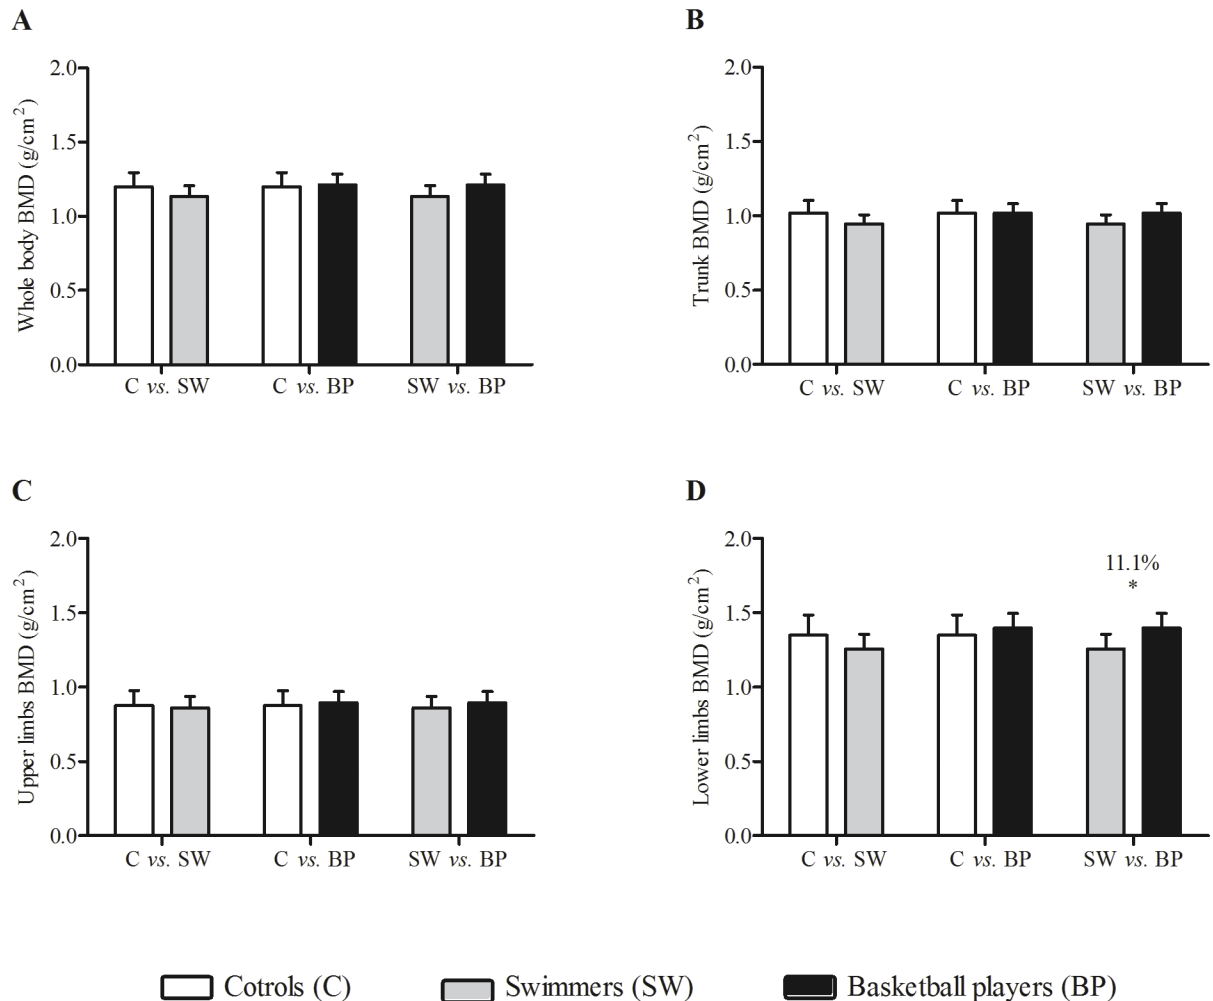 A
Whole body BMD (g/cm²)
2.0
1.5
1.0
0.5
0.0
C vs. SW
C vs. BP
SW vs. BP
B
Trunk BMD (g/cm²)
2.0
1.5
1.0
0.5
0.0
C vs. SW
C vs. BP
SW vs. BP
C
Upper limbs BMD (g/cm²)
2.0
1.5
1.0
0.5
0.0
C vs. SW
C vs. BP
SW vs. BP
D
Lower limbs BMD (g/cm²)
2.0
1.5
1.0
0.5
0.0
11.1%
*
C vs. SW
C vs. BP
SW vs. BP
Cotrols (C)
Swimmers (SW)
Basketball players (BP)